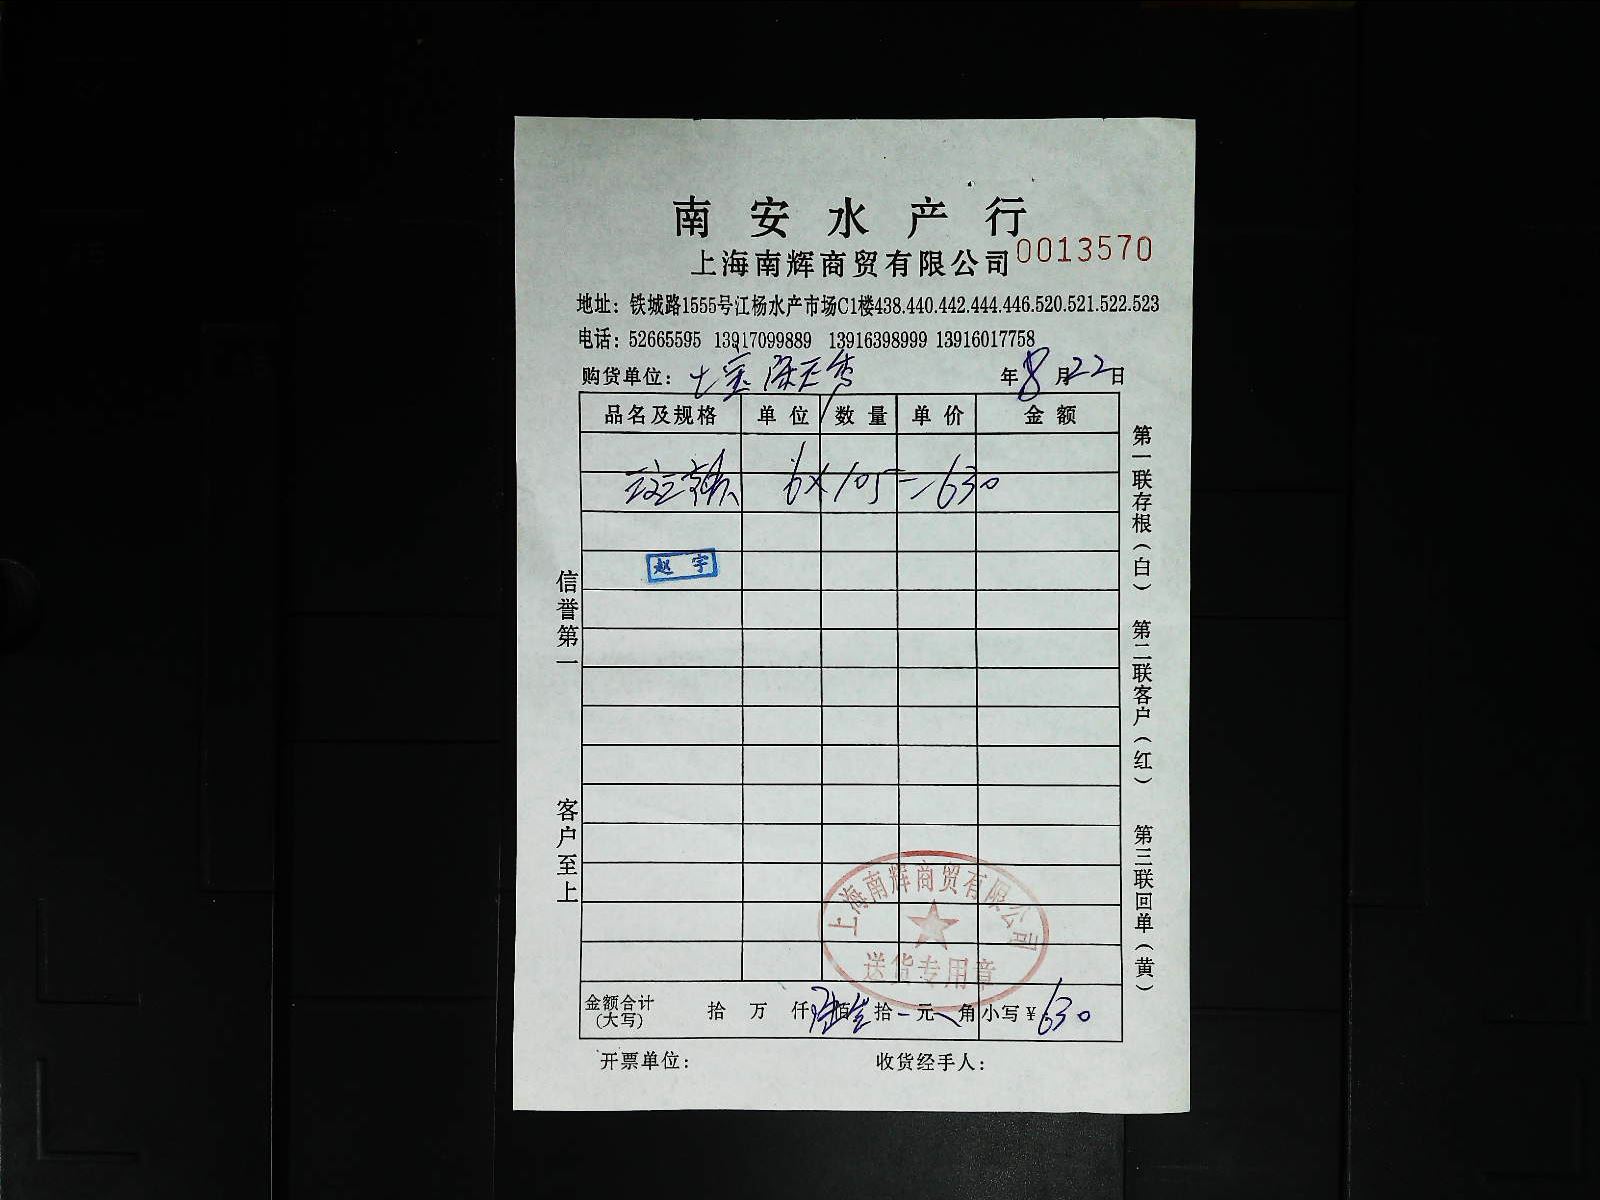 南安水产行
上海南辉商贸有限公司 0013570
地址：铁城路1555号江杨水产市场C1楼438.440.442.444.446.520.521.522.523
电话：52665595 13917099889 13916398999 13916017758
购货单位： 年8月22日
品名及规格 单位 数量 单价 金额
6×105=630
赵宇
信誉第一
客户至上
第一联存根（白）
第二联客户（红）
第三联回单（黄）
上海南辉商贸有限公司
送货专用章
金额合计（大写） 拾 万 仟 陆佰叁拾 元 角 小写￥630
开票单位： 收货经手人：